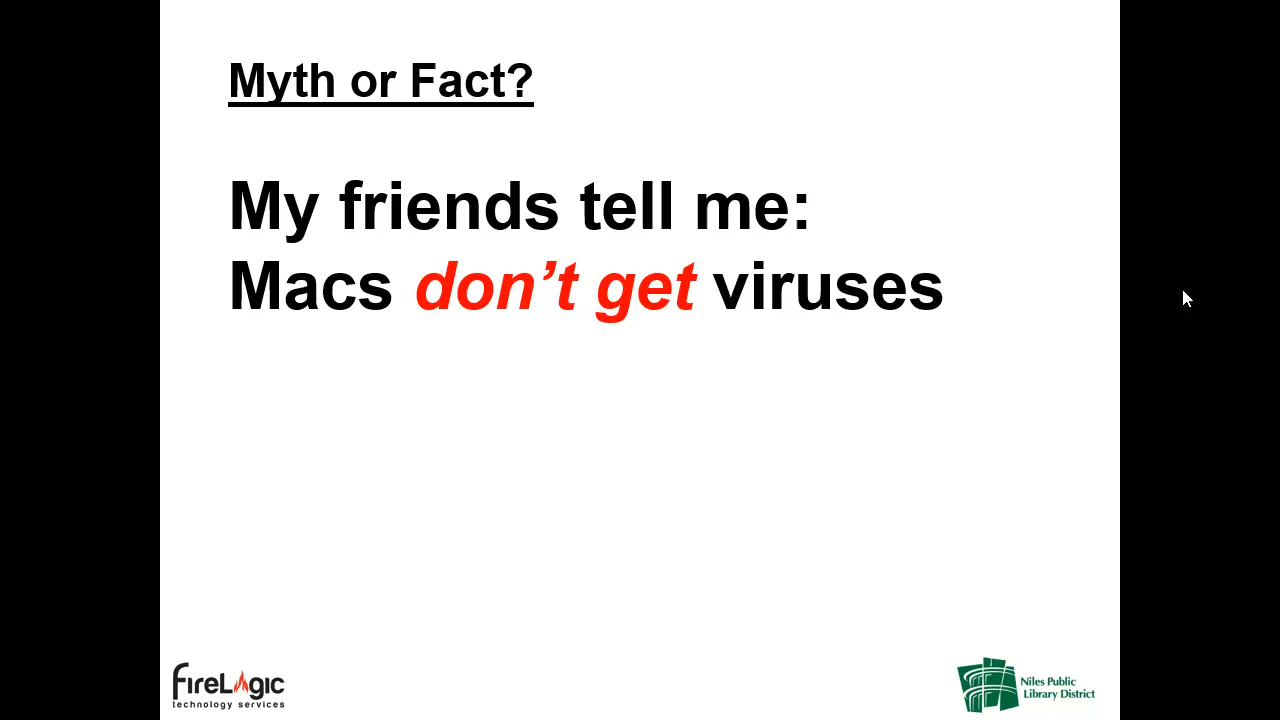 Myth or Fact?
My friends tell me:
Macs don’t get viruses
fireLogic
technology services
Niles Public
Library District